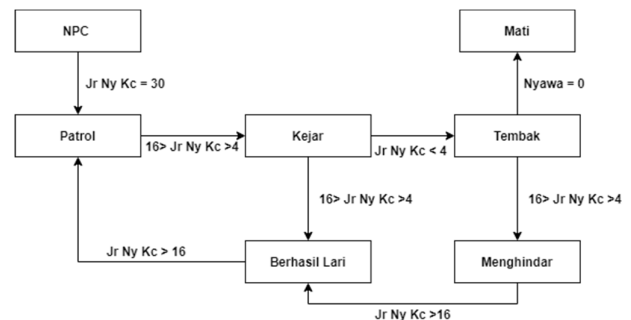 NPC
Mati
Jr Ny Kc = 30
Nyawa = 0
Patrol
16> Jr Ny Kc >4
Kejar
Jr Ny Kc < 4
Tembak
16> Jr Ny Kc >4
16> Jr Ny Kc >4
Jr Ny Kc > 16
Berhasil Lari
Menghindar
Jr Ny Kc >16